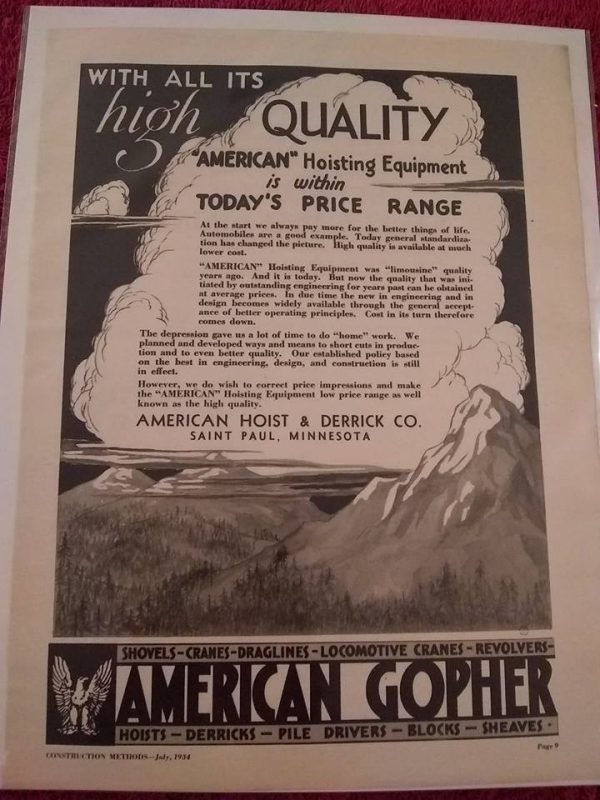 WITH ALL ITS
high QUALITY
"AMERICAN" Hoisting Equipment
is within
TODAY'S PRICE RANGE
At the start we always pay more for the better things of life.
Automobiles are a good example. Today general standardiza-
tion has changed the picture. High quality is available at much
lower cost.
"AMERICAN" Hoisting Equipment was "limousine" quality
years ago. And it is today. But now the quality that was ini-
tiated by outstanding engineering for years past can be obtained
at average prices. In due time the new in engineering and in
design becomes widely available through the general accept-
ance of better operating principles. Cost in its turn therefore
comes down.
The depression gave us a lot of time to do "home" work. We
planned and developed ways and means to short cuts in produc-
tion and to even better quality. Our established policy based
on the best in engineering, design, and construction is still
in effect.
However, we do wish to correct price impressions and make
the "AMERICAN" Hoisting Equipment low price range as well
known as the high quality.
AMERICAN HOIST & DERRICK CO.
SAINT PAUL, MINNESOTA
SHOVELS-CRANES-DRAGLINES-LOCOMOTIVE CRANES-REVOLVERS-
AMERICAN GOPHER
HOISTS — DERRICKS — PILE DRIVERS — BLOCKS — SHEAVES ·
CONSTRUCTION METHODS—July, 1934
Page 9